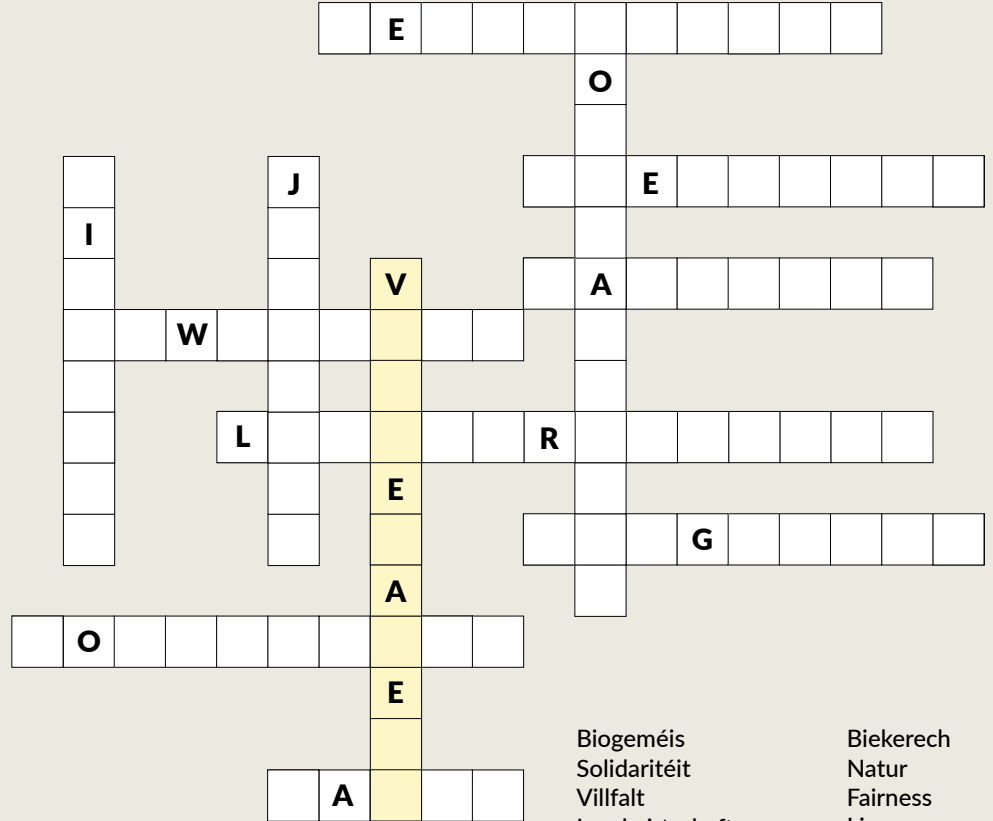 E
O
J
E
I
V
A
W
L
R
E
G
A
O
E
A
Biogeméis
Biekerech
Solidaritéit
Natur
Villfalt
Fairness